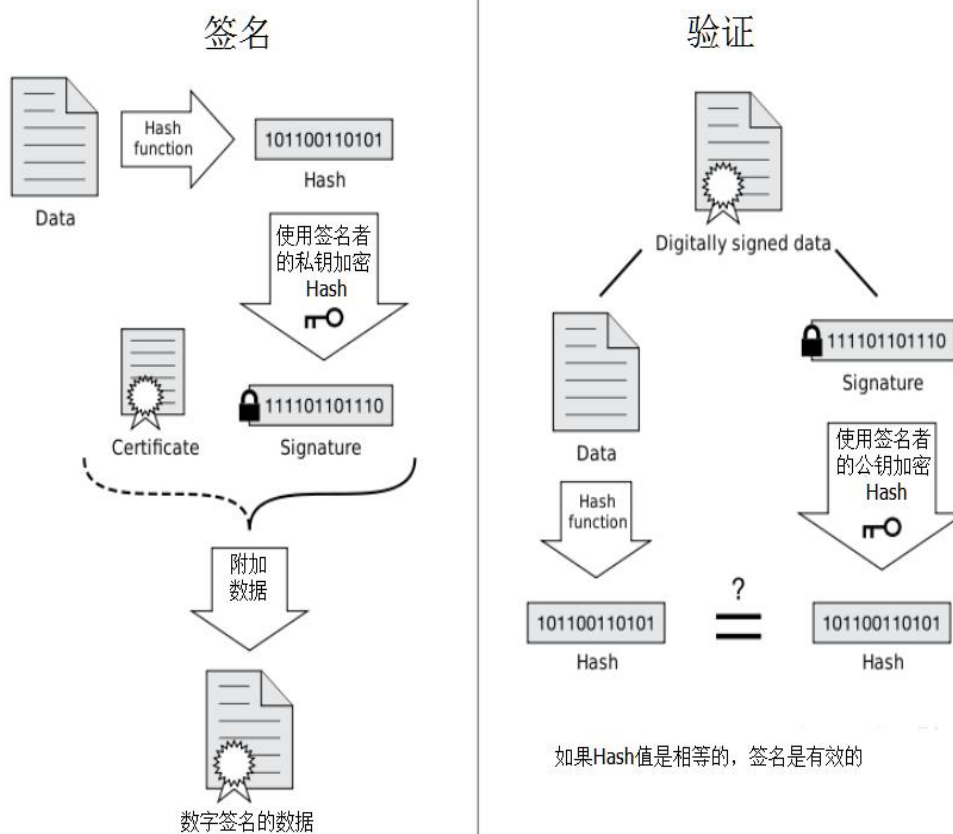 签名
Hash
function
101100110101
Hash
Data
使用签名者
的私钥加密
Hash
111101101110
Certificate
Signature
附加
数据
数字签名的数据
验证
Digitally signed data
111101101110
Signature
Data
使用签名者
的公钥加密
Hash
Hash
function
?
101100110101
101100110101
Hash
Hash
如果Hash值是相等的，签名是有效的